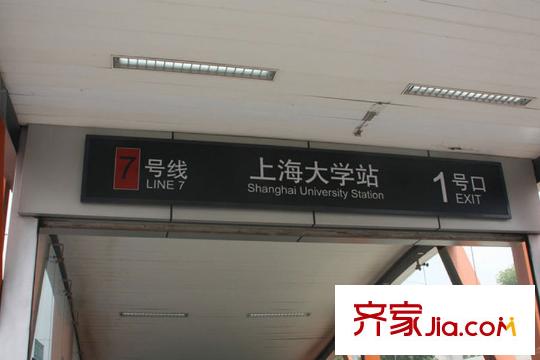 7 号线 LINE 7
上海大学站
Shanghai University Station
1 号口 EXIT
齐家Jia.com